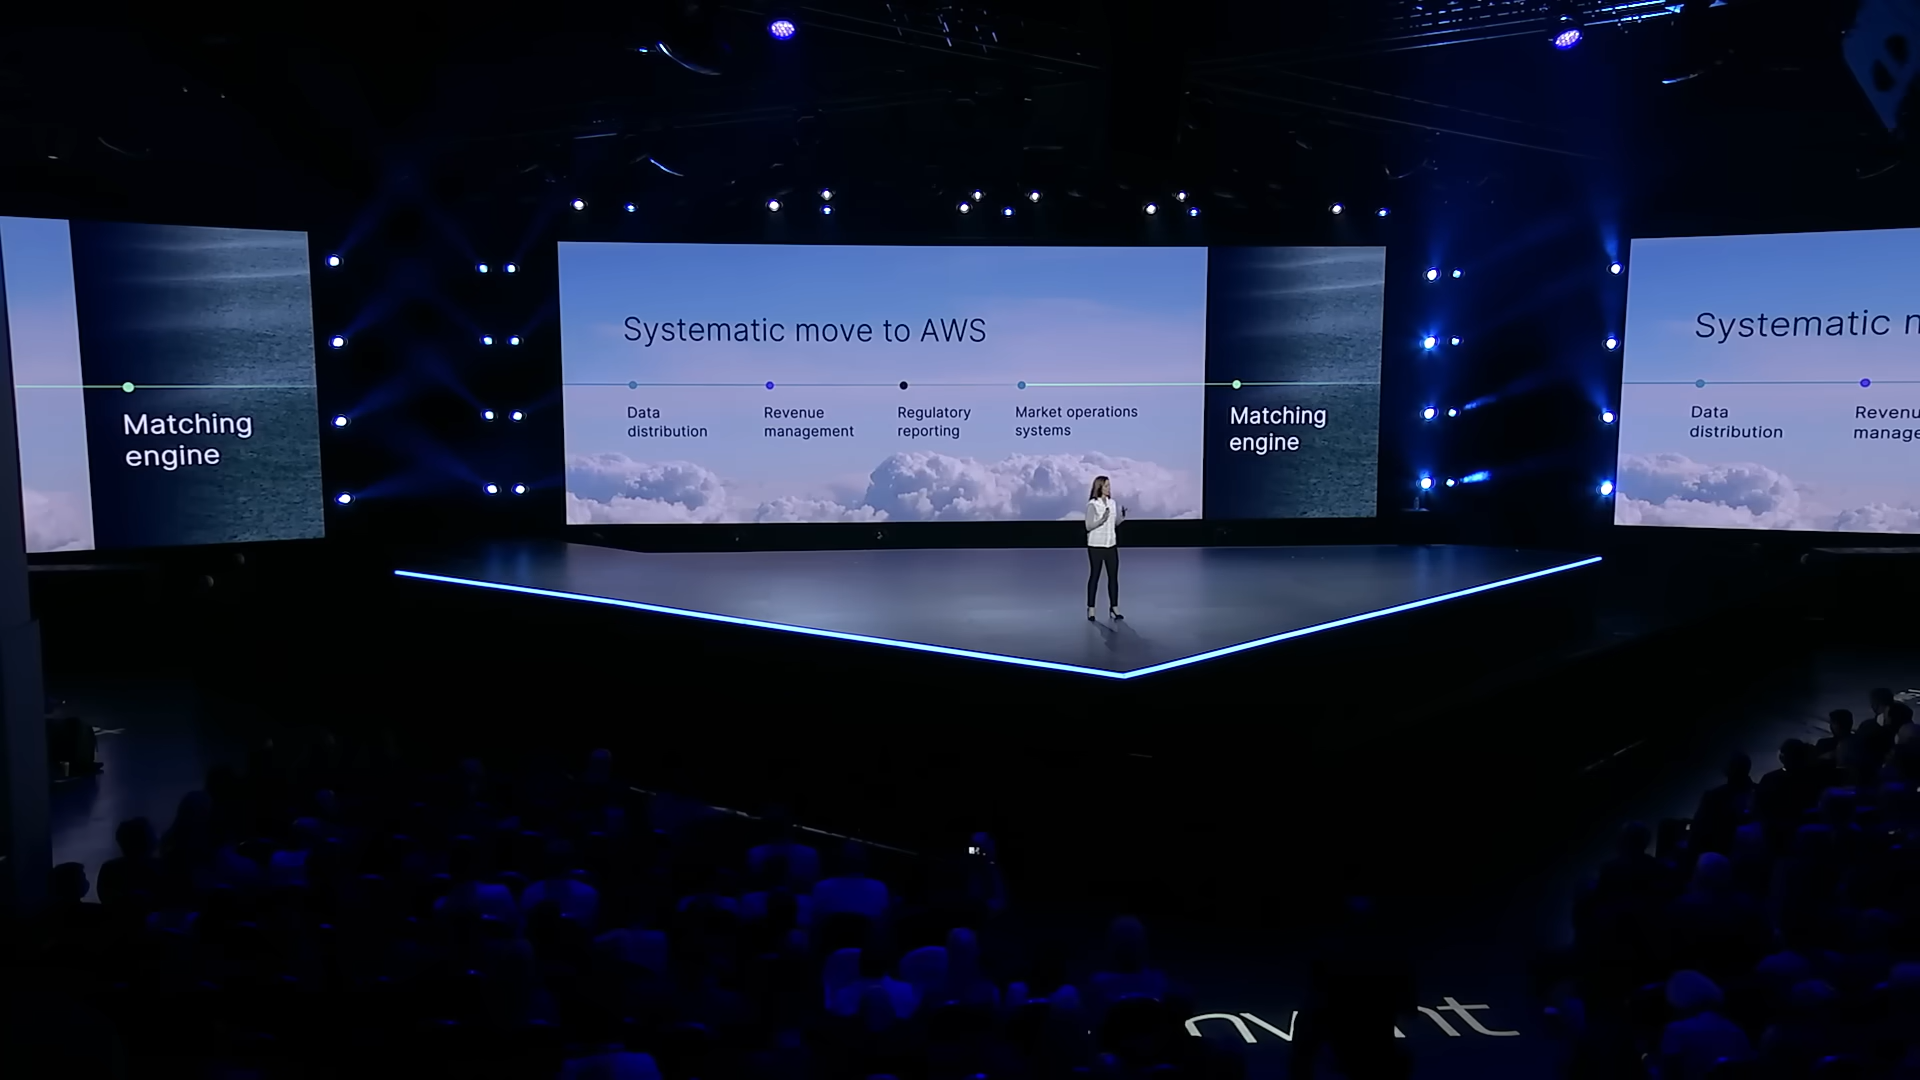 Matching
engine
Systematic move to AWS
Data
distribution
Revenue
management
Regulatory
reporting
Market operations
systems
Matching
engine
Systematic
Data
distribution